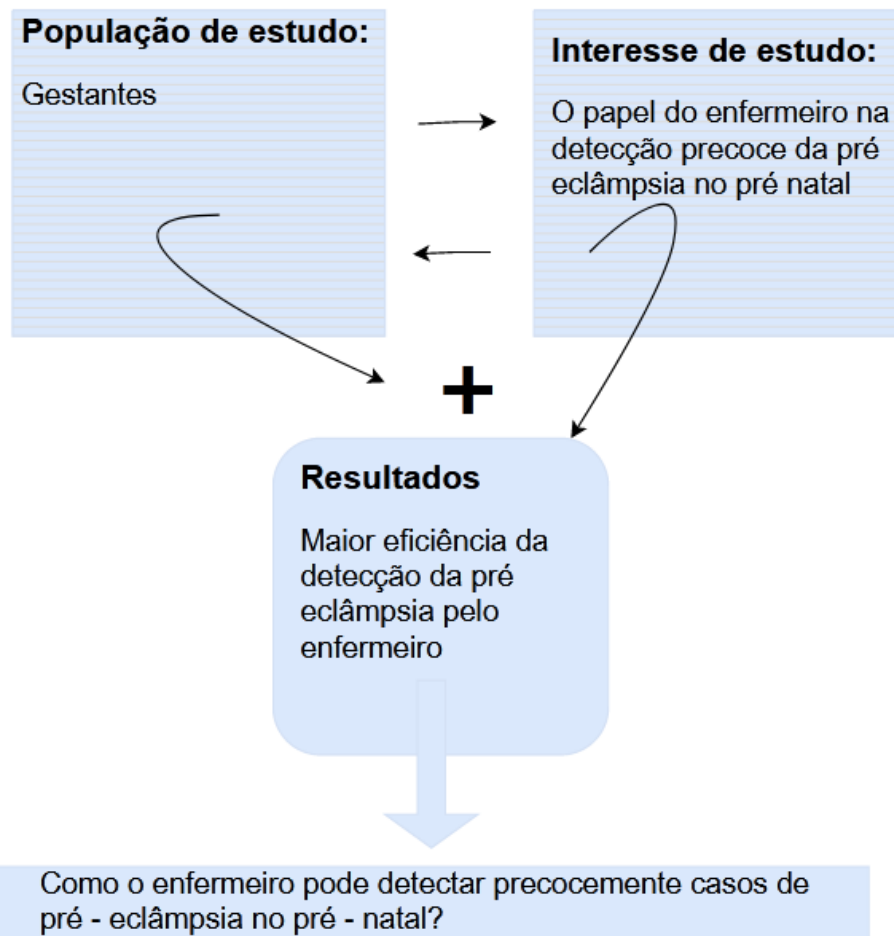 População de estudo:
Gestantes
Interesse de estudo:
O papel do enfermeiro na
detecção precoce da pré
eclâmpsia no pré natal
+
Resultados
Maior eficiência da
detecção da pré
eclâmpsia pelo
enfermeiro
Como o enfermeiro pode detectar precocemente casos de
pré - eclâmpsia no pré - natal?